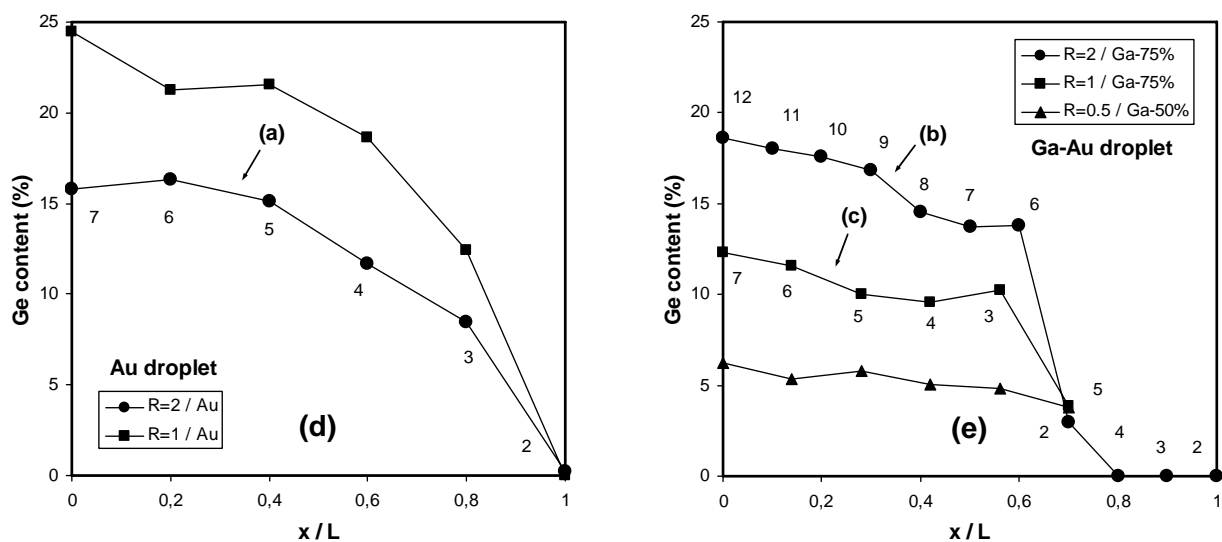 25
20
15
10
5
0
Ge content (%)
(a)
7
6
5
4
3
2
Au droplet
R=2 / Au
R=1 / Au
(d)
0
0,2
0,4
0,6
0,8
1
x / L
25
20
15
10
5
0
Ge content (%)
R=2 / Ga-75%
R=1 / Ga-75%
R=0.5 / Ga-50%
Ga-Au droplet
12
11
10
9
(b)
8
7
6
(c)
7
6
5
4
3
5
2
4
3
2
(e)
0
0,2
0,4
0,6
0,8
1
x / L